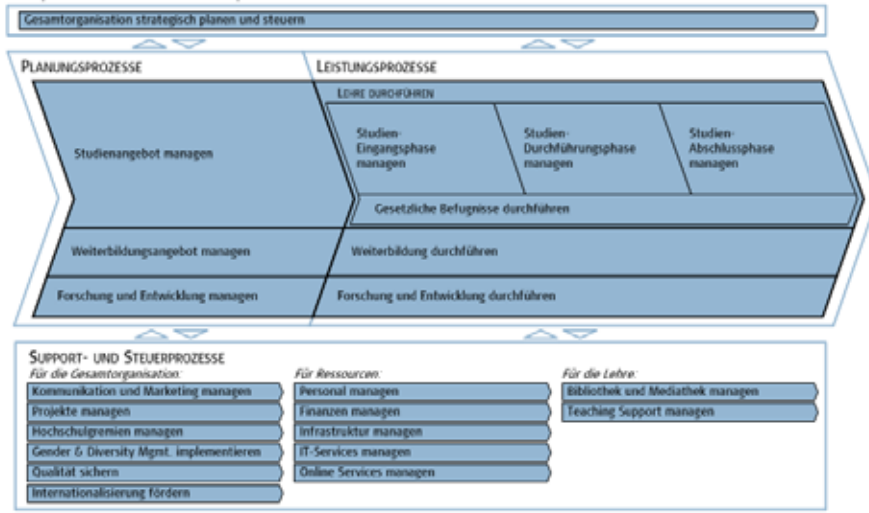 Gesamtorganisation strategisch planen und steuern
PLANUNGSPROZESSE
LEISTUNGSPROZESSE
LEHRE DURCHFÜHREN
Studienangebot managen
Studien-
Eingangsphase
managen
Studien-
Durchführungsphase
managen
Studien-
Abschlussphase
managen
Gesetzliche Befugnisse durchführen
Weiterbildungsangebot managen
Weiterbildung durchführen
Forschung und Entwicklung managen
Forschung und Entwicklung durchführen
SUPPORT- UND STEUERPROZESSE
Für die Gesamtorganisation:
Kommunikation und Marketing managen
Projekte managen
Hochschulgremien managen
Gender & Diversity Mgmt. implementieren
Qualität sichern
Internationalisierung fördern
Für Ressourcen:
Personal managen
Finanzen managen
Infrastruktur managen
IT-Services managen
Online Services managen
Für die Lehre:
Bibliothek und Mediathek managen
Teaching Support managen